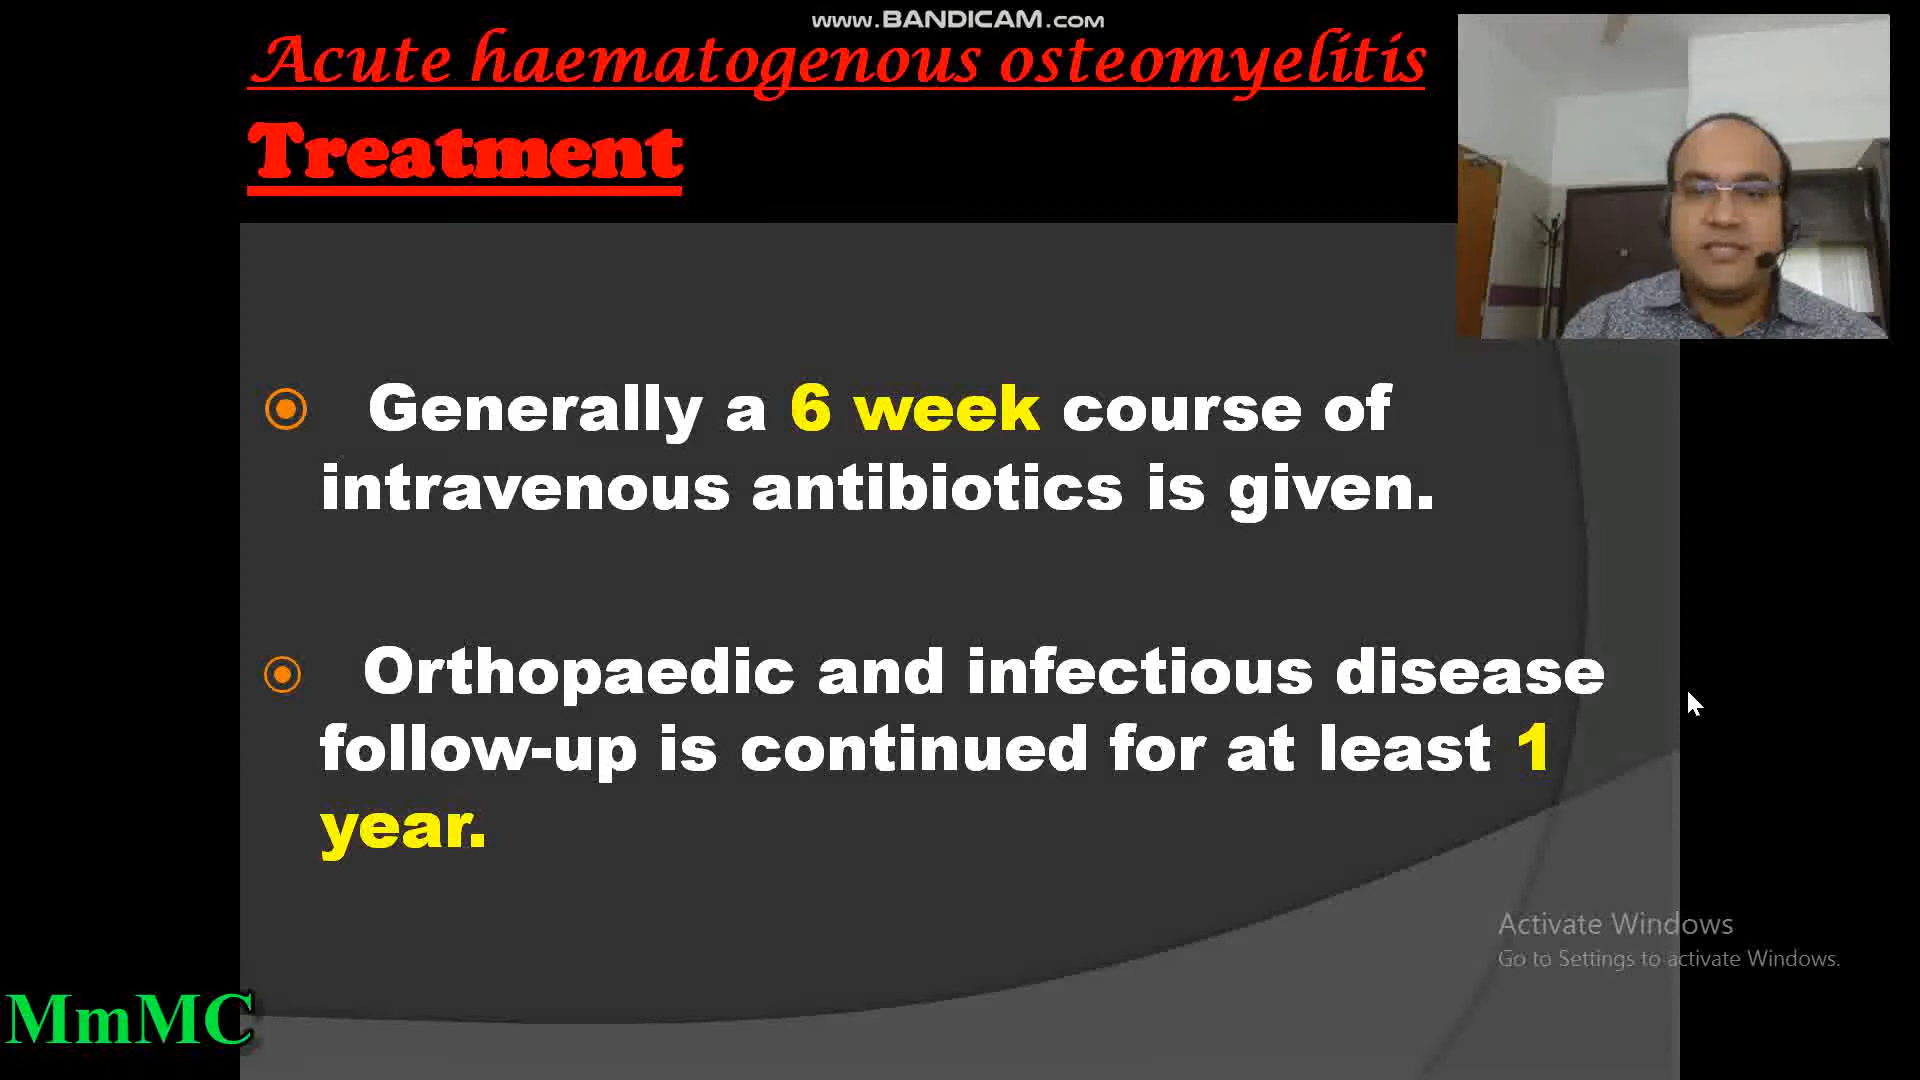 www.BANDICAM.com
Acute haematogenous osteomyelitis
Treatment
Generally a 6 week course of
intravenous antibiotics is given.
Orthopaedic and infectious disease
follow-up is continued for at least 1
year.
Activate Windows
Go to Settings to activate Windows.
MmMC